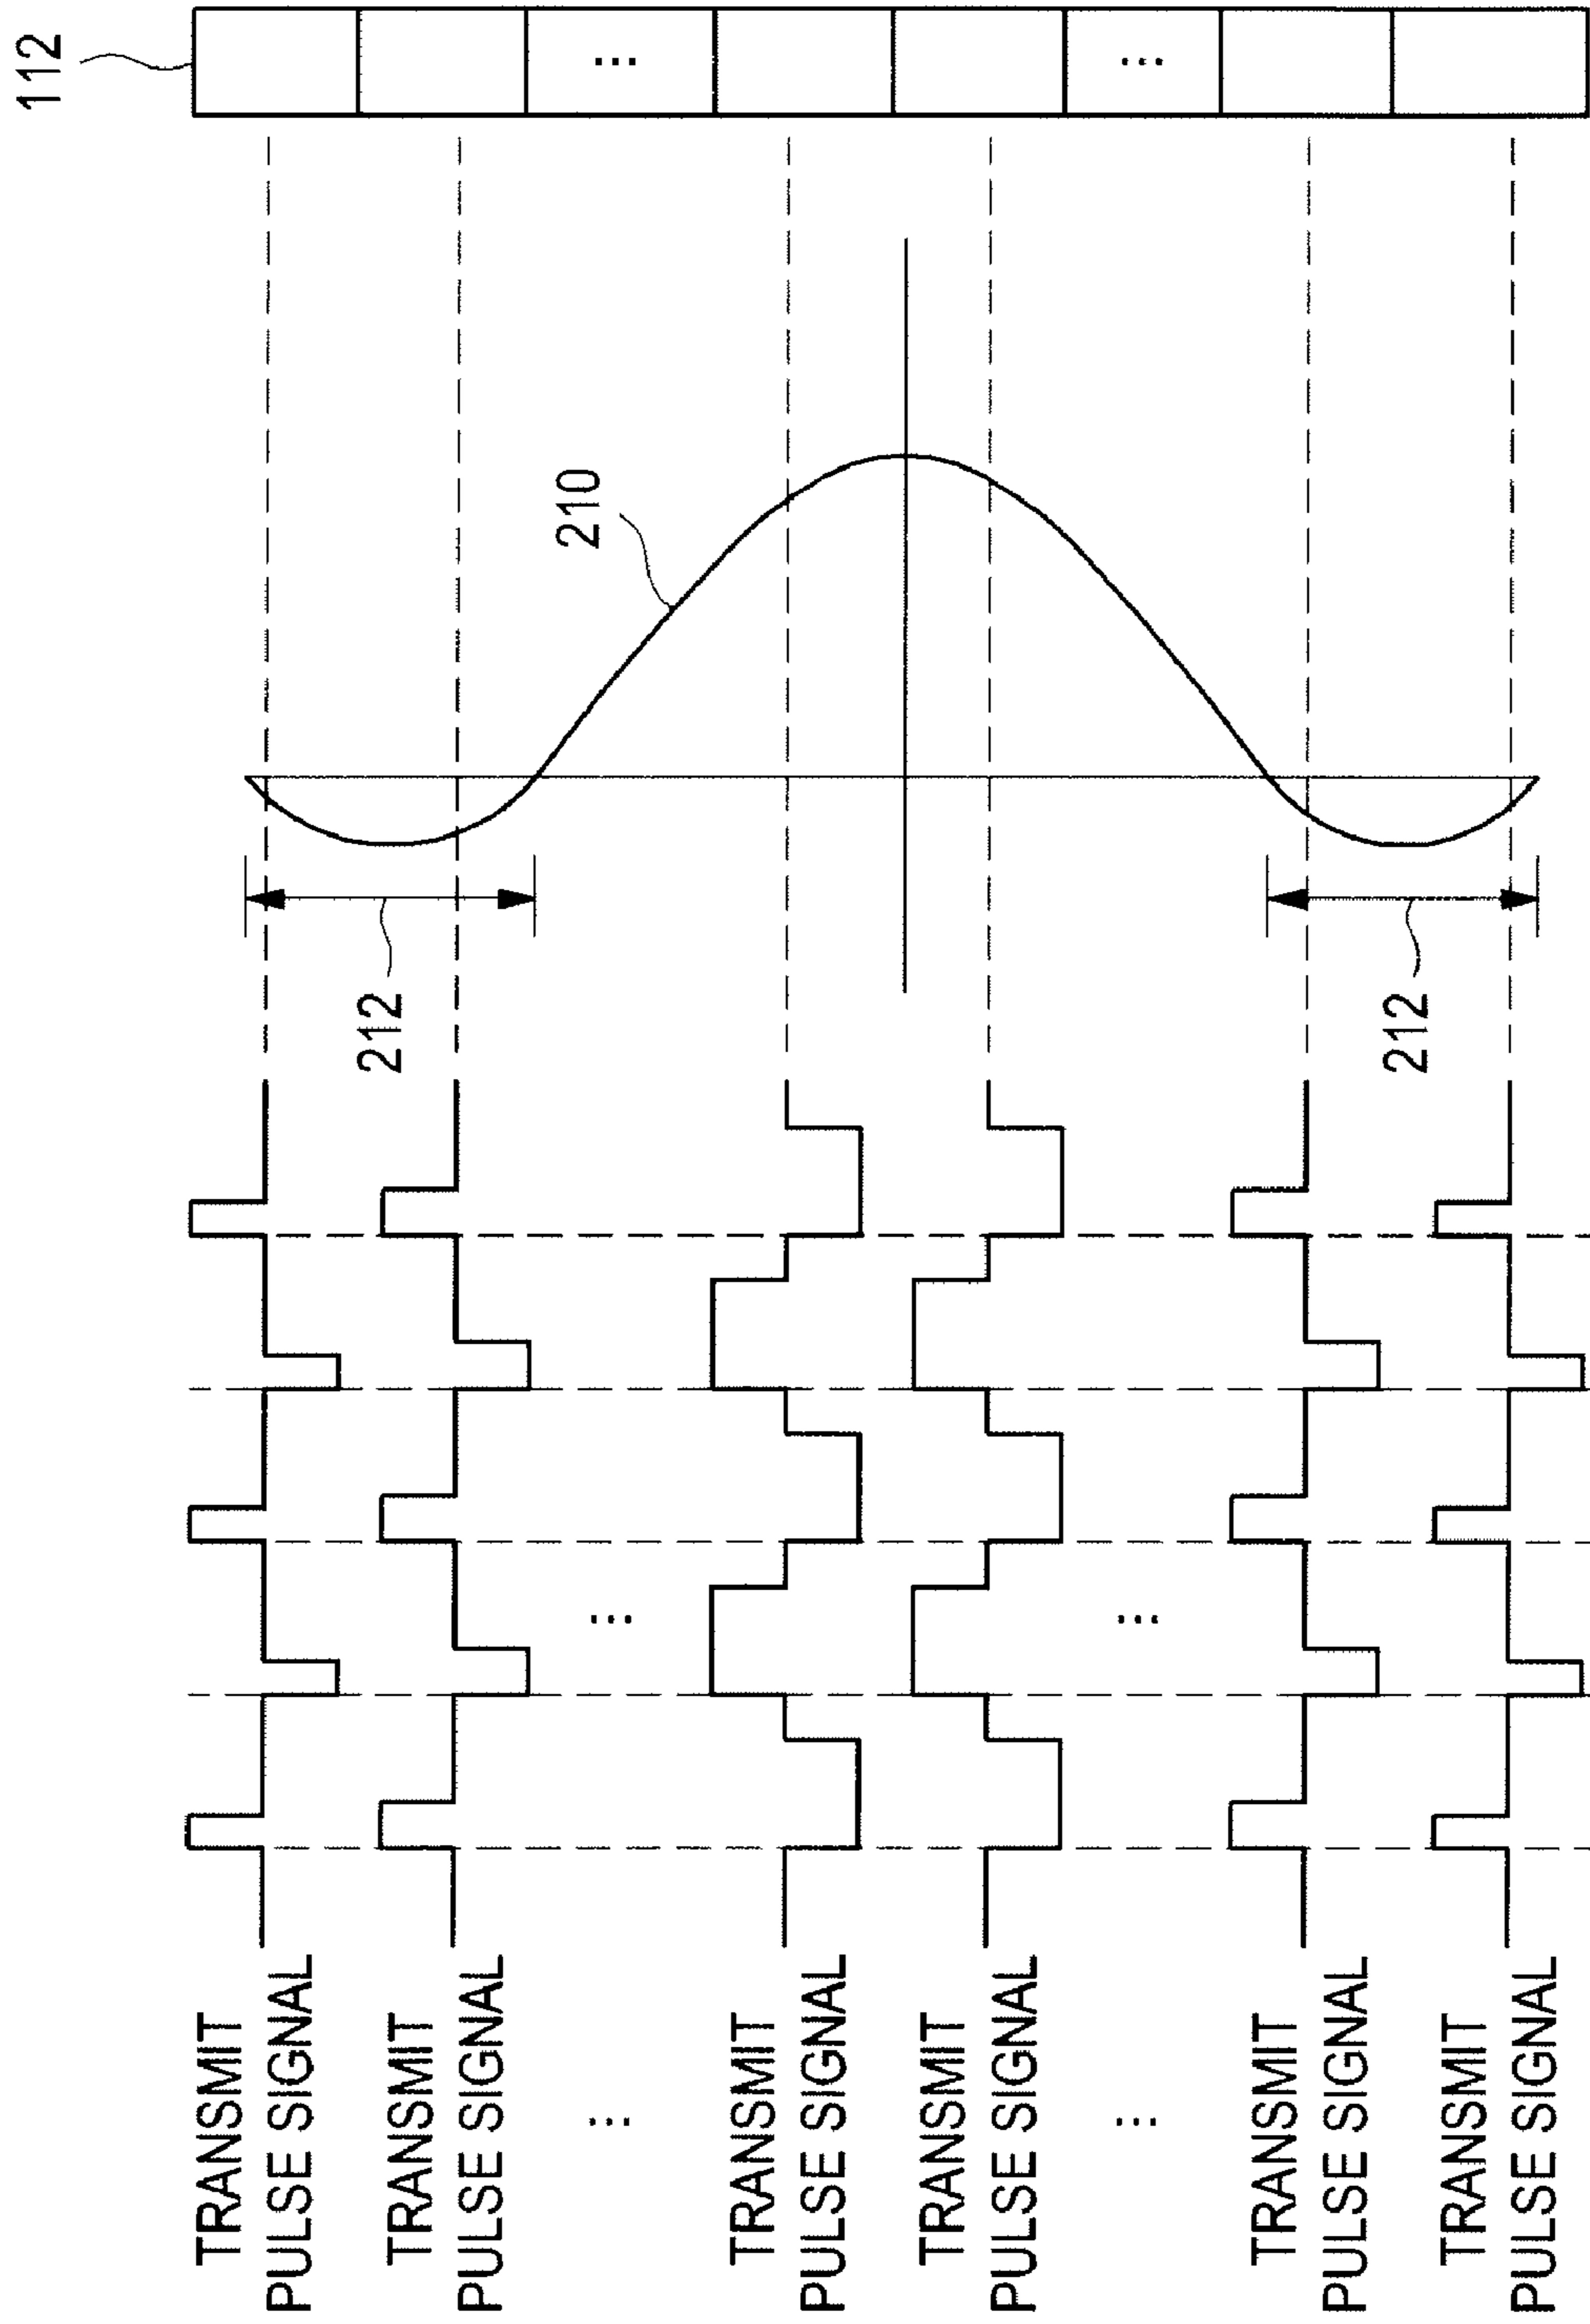 112
210
212
212
...
...
...
...
TRANSMIT
PULSE SIGNAL
TRANSMIT
PULSE SIGNAL
...
TRANSMIT
PULSE SIGNAL
TRANSMIT
PULSE SIGNAL
...
TRANSMIT
PULSE SIGNAL
TRANSMIT
PULSE SIGNAL